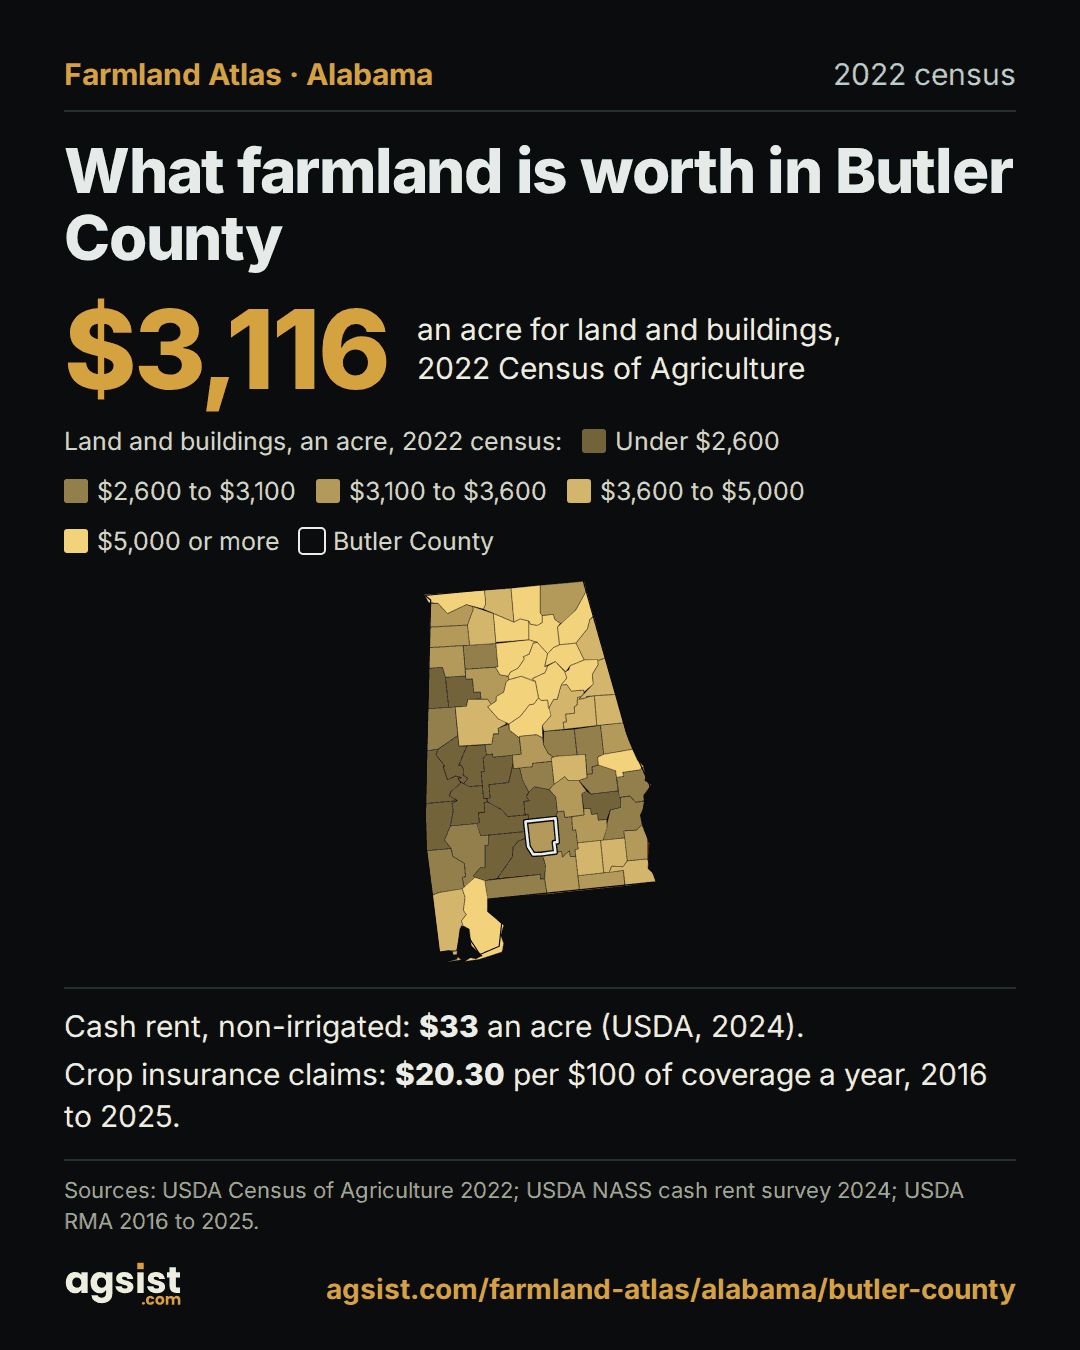 Farmland Atlas · Alabama
2022 census
What farmland is worth in Butler
County
$3,116
an acre for land and buildings,
2022 Census of Agriculture
Land and buildings, an acre, 2022 census: Under $2,600
$2,600 to $3,100 $3,100 to $3,600 $3,600 to $5,000
$5,000 or more Butler County
Cash rent, non-irrigated: $33 an acre (USDA, 2024).
Crop insurance claims: $20.30 per $100 of coverage a year, 2016
to 2025.
Sources: USDA Census of Agriculture 2022; USDA NASS cash rent survey 2024; USDA
RMA 2016 to 2025.
agsist
.com
agsist.com/farmland-atlas/alabama/butler-county